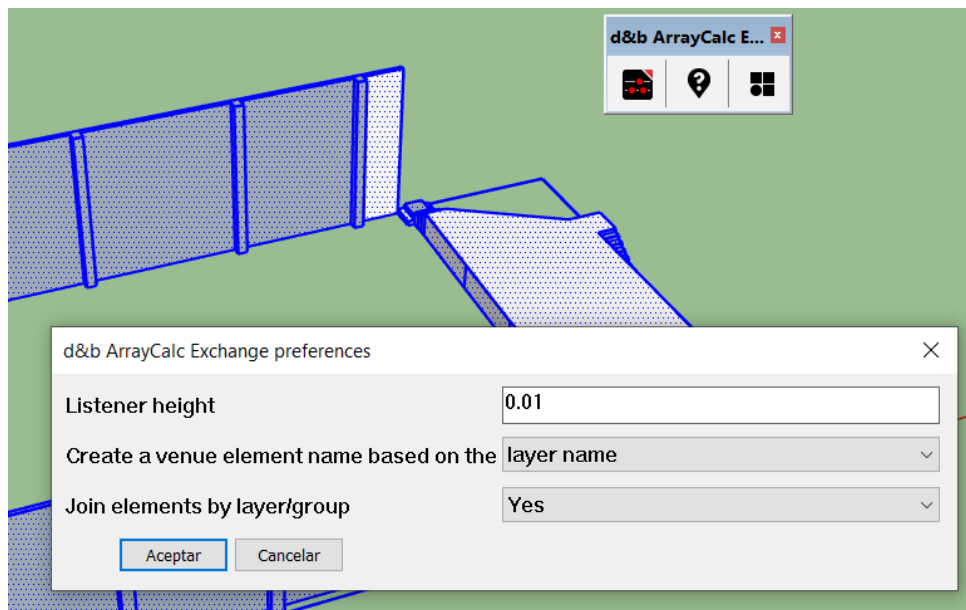 d&b ArrayCalc E...
d&b ArrayCalc Exchange preferences
Listener height
0.01
Create a venue element name based on the
layer name
Join elements by layer/group
Yes
Aceptar
Cancelar